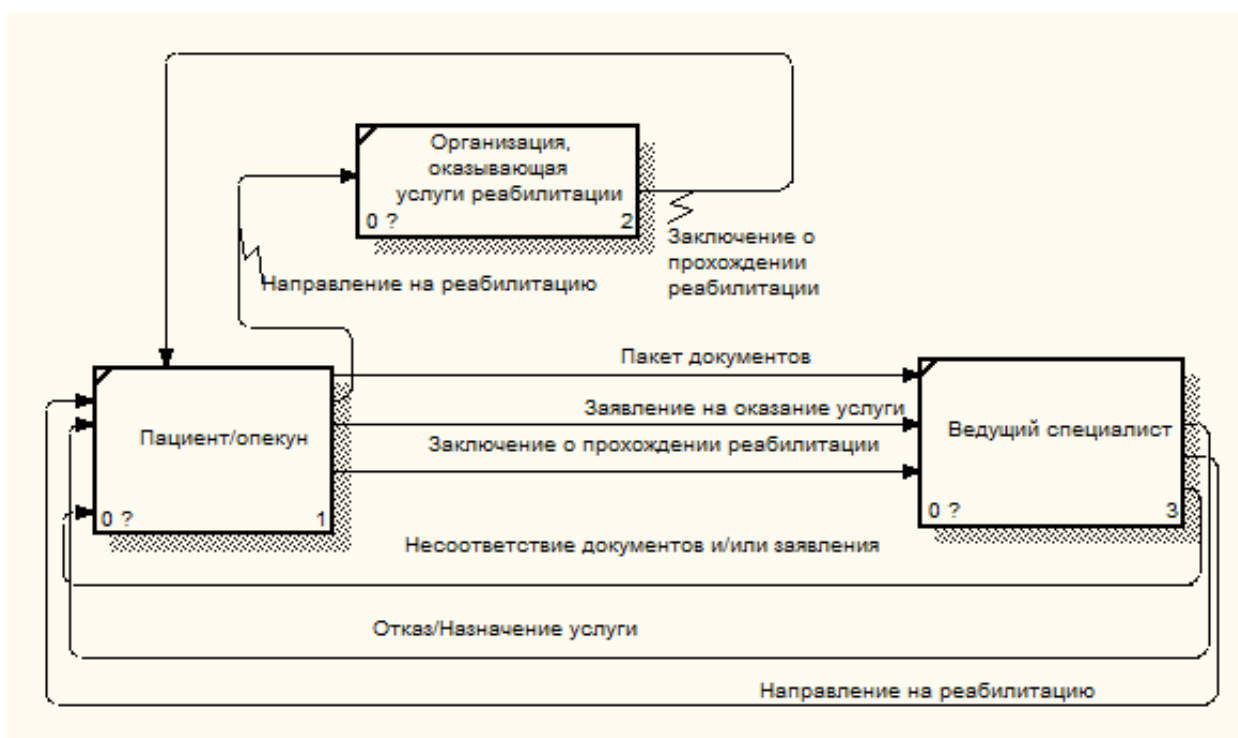 Организация,
оказывающая
услуги реабилитации
0 ?
2
Заключение о
прохождении
реабилитации
Направление на реабилитацию
Пакет документов
Заявление на оказание услуги
Пациент/опекун
Ведущий специалист
Заключение о прохождении реабилитации
0 ?
1
0 ?
3
Несоответствие документов и/или заявления
Отказ/Назначение услуги
Направление на реабилитацию